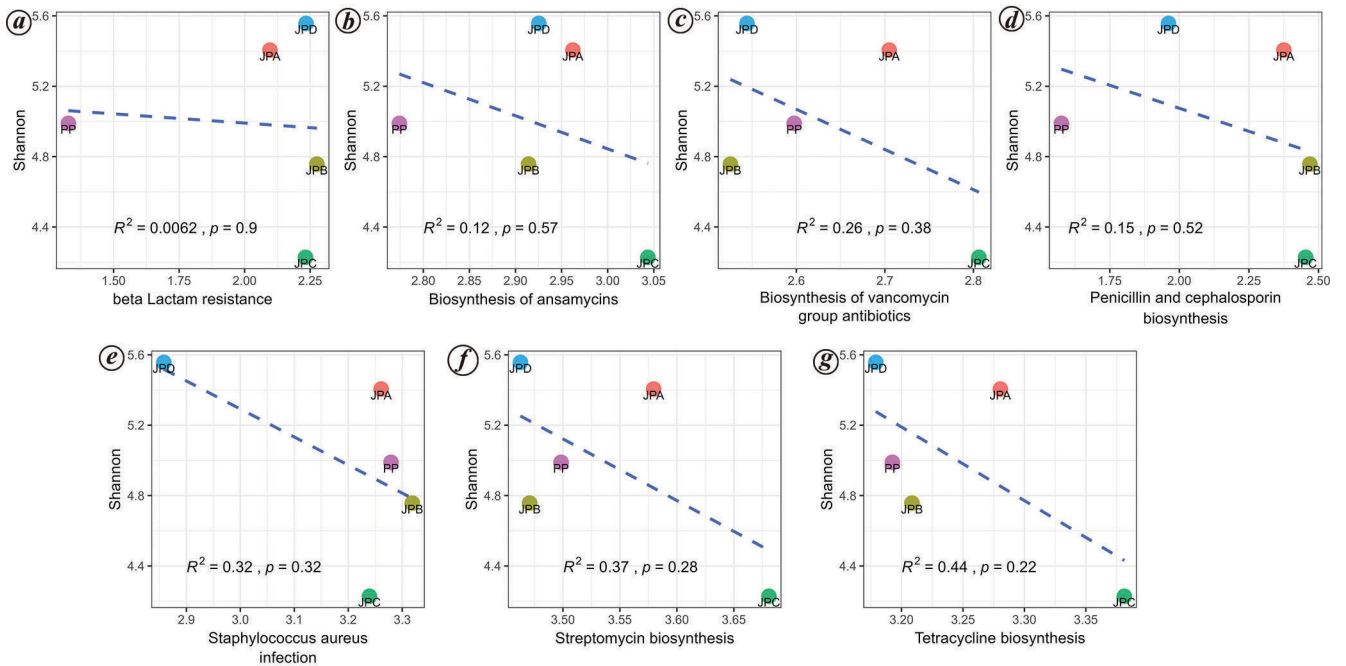 a
5.6
5.2
4.8
4.4
Shannon
JPD
JPA
PP
JPB
JPC
R² = 0.0062 , p = 0.9
1.50 1.75 2.00 2.25
beta Lactam resistance
b
5.6
5.2
4.8
4.4
Shannon
JPD
JPA
PP
JPB
JPC
R² = 0.12 , p = 0.57
2.80 2.85 2.90 2.95 3.00 3.05
Biosynthesis of ansamycins
c
5.6
5.2
4.8
4.4
Shannon
JPD
JPA
PP
JPB
JPC
R² = 0.26 , p = 0.38
2.6 2.7 2.8
Biosynthesis of vancomycin
group antibiotics
d
5.6
5.2
4.8
4.4
Shannon
JPD
JPA
PP
JPB
JPC
R² = 0.15 , p = 0.52
1.75 2.00 2.25 2.50
Penicillin and cephalosporin
biosynthesis
e
5.6
5.2
4.8
4.4
Shannon
JPD
JPA
PP
JPB
JPC
R² = 0.32 , p = 0.32
2.9 3.0 3.1 3.2 3.3
Staphylococcus aureus
infection
f
5.6
5.2
4.8
4.4
Shannon
JPD
JPA
PP
JPB
JPC
R² = 0.37 , p = 0.28
3.50 3.55 3.60 3.65
Streptomycin biosynthesis
g
5.6
5.2
4.8
4.4
Shannon
JPD
JPA
PP
JPB
JPC
R² = 0.44 , p = 0.22
3.20 3.25 3.30 3.35
Tetracycline biosynthesis